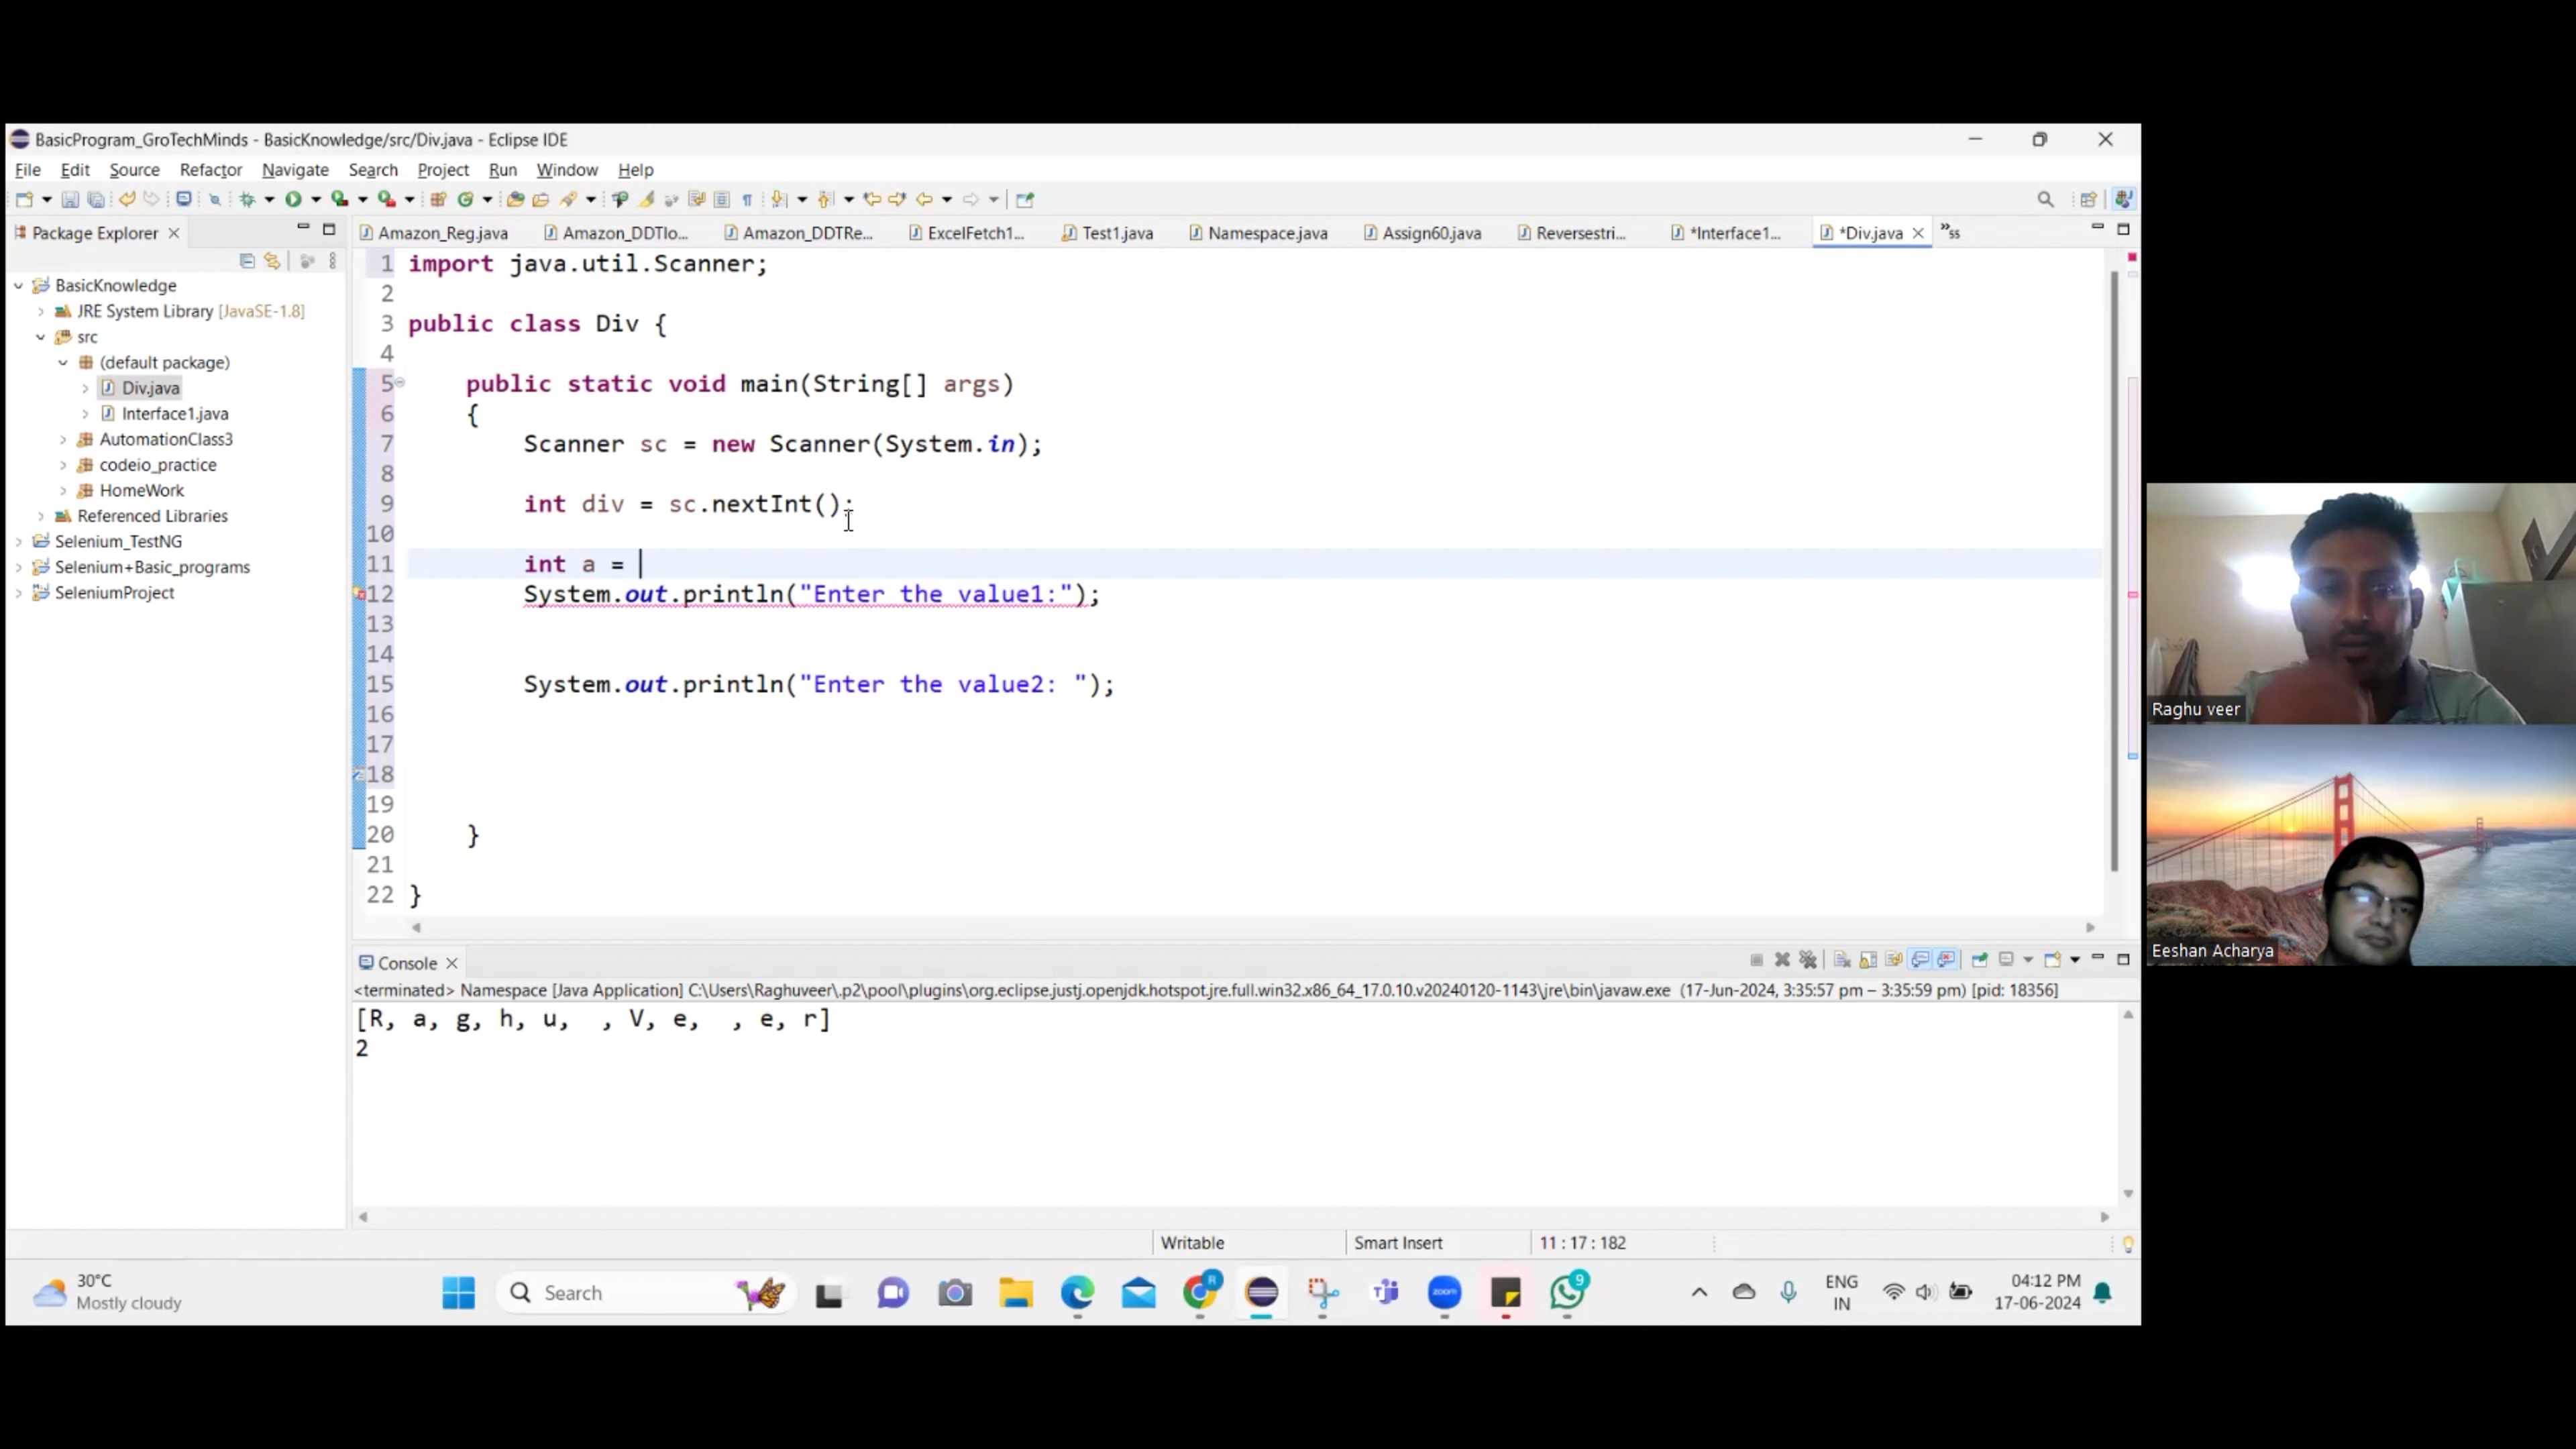 BasicProgram_GroTechMinds - BasicKnowledge/src/Div.java - Eclipse IDE
File Edit Source Refactor Navigate Search Project Run Window Help
Package Explorer
Amazon_Reg.java Amazon_DDTlo... Amazon_DDTRe... ExcelFetch1... Test1.java Namespace.java Assign60.java Reversestri... *Interface1... *Div.java »55
BasicKnowledge
JRE System Library [JavaSE-1.8]
src
(default package)
Div.java
Interface1.java
AutomationClass3
codeio_practice
HomeWork
Referenced Libraries
Selenium_TestNG
Selenium+Basic_programs
SeleniumProject
1 import java.util.Scanner;
2
3 public class Div {
4
5 public static void main(String[] args)
6 {
7 Scanner sc = new Scanner(System.in);
8
9 int div = sc.nextInt();
10
11 int a =
12 System.out.println("Enter the value1:");
13
14
15 System.out.println("Enter the value2: ");
16
17
18
19
20 }
21
22 }
Console
<terminated> Namespace [Java Application] C:\Users\Raghuveer\.p2\pool\plugins\org.eclipse.justj.openjdk.hotspot.jre.full.win32.x86_64_17.0.10.v20240120-1143\jre\bin\javaw.exe (17-Jun-2024, 3:35:57 pm – 3:35:59 pm) [pid: 18356]
[R, a, g, h, u,  , V, e,  , e, r]
2
Writable Smart Insert 11 : 17 : 182
30°C
Mostly cloudy
Search
R
zoom
9
ENG
IN
04:12 PM
17-06-2024
Raghu veer
Eeshan Acharya